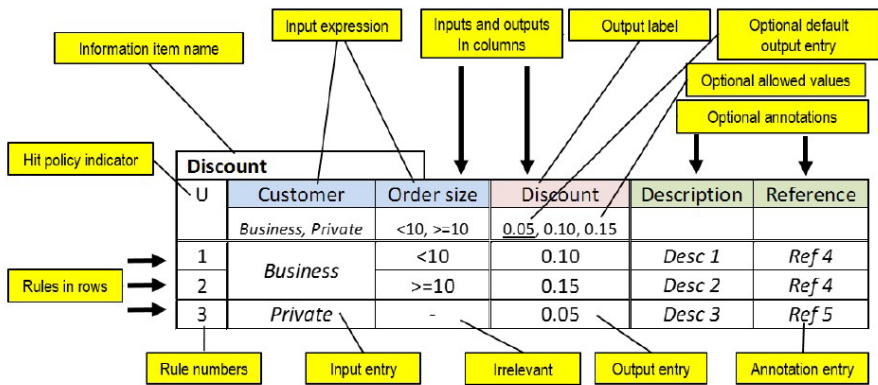 Information item name
Input expression
Inputs and outputs
In columns
Output label
Optional default
output entry
Optional allowed values
Optional annotations
Hit policy indicator
Discount
U Customer Order size Discount Description Reference
Business, Private <10, >=10 0.05, 0.10, 0.15
Rules in rows
1 Business <10 0.10 Desc 1 Ref 4
2 >=10 0.15 Desc 2 Ref 4
3 Private - 0.05 Desc 3 Ref 5
Rule numbers
Input entry
Irrelevant
Output entry
Annotation entry